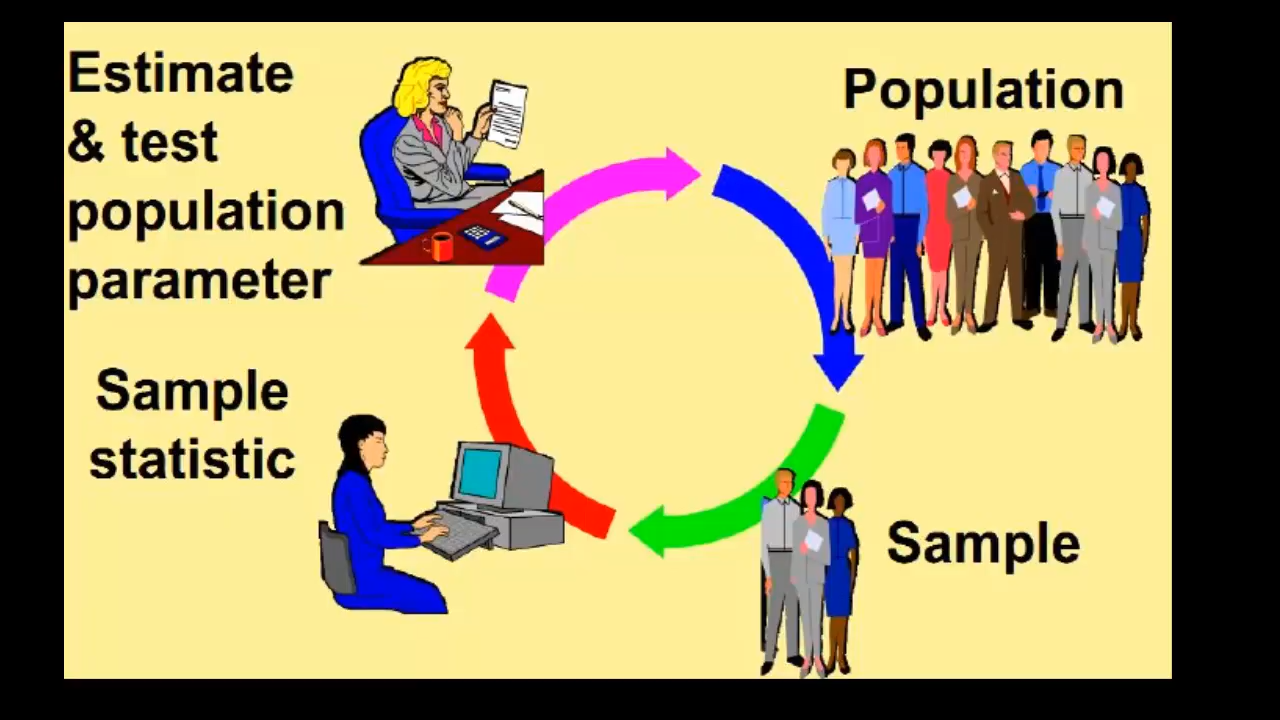 Estimate
& test
population
parameter
Population
Sample
statistic
Sample